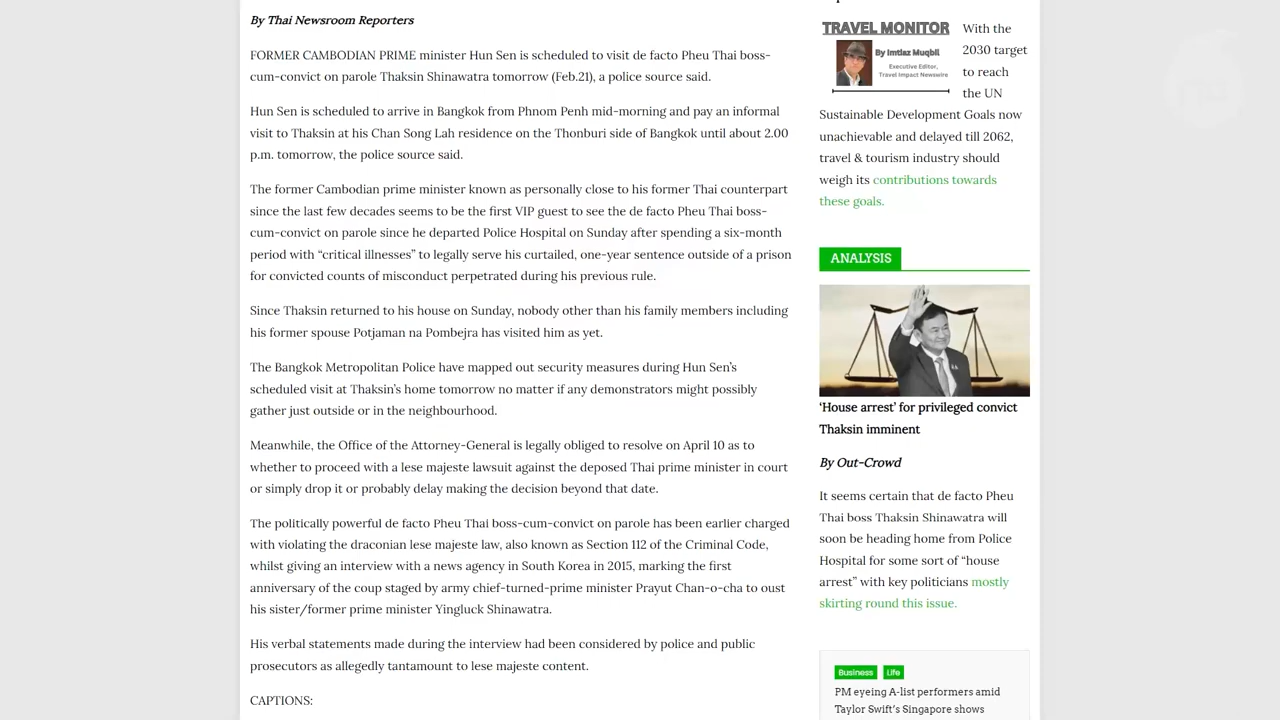 By Thai Newsroom Reporters
FORMER CAMBODIAN PRIME minister Hun Sen is scheduled to visit de facto Pheu Thai boss-
cum-convict on parole Thaksin Shinawatra tomorrow (Feb.21), a police source said.
Hun Sen is scheduled to arrive in Bangkok from Phnom Penh mid-morning and pay an informal
visit to Thaksin at his Chan Song Lah residence on the Thonburi side of Bangkok until about 2.00
p.m. tomorrow, the police source said.
The former Cambodian prime minister known as personally close to his former Thai counterpart
since the last few decades seems to be the first VIP guest to see the de facto Pheu Thai boss-
cum-convict on parole since he departed Police Hospital on Sunday after spending a six-month
period with “critical illnesses” to legally serve his curtailed, one-year sentence outside of a prison
for convicted counts of misconduct perpetrated during his previous rule.
Since Thaksin returned to his house on Sunday, nobody other than his family members including
his former spouse Potjaman na Pombejra has visited him as yet.
The Bangkok Metropolitan Police have mapped out security measures during Hun Sen’s
scheduled visit at Thaksin’s home tomorrow no matter if any demonstrators might possibly
gather just outside or in the neighbourhood.
Meanwhile, the Office of the Attorney-General is legally obliged to resolve on April 10 as to
whether to proceed with a lese majeste lawsuit against the deposed Thai prime minister in court
or simply drop it or probably delay making the decision beyond that date.
The politically powerful de facto Pheu Thai boss-cum-convict on parole has been earlier charged
with violating the draconian lese majeste law, also known as Section 112 of the Criminal Code,
whilst giving an interview with a news agency in South Korea in 2015, marking the first
anniversary of the coup staged by army chief-turned-prime minister Prayut Chan-o-cha to oust
his sister/former prime minister Yingluck Shinawatra.
His verbal statements made during the interview had been considered by police and public
prosecutors as allegedly tantamount to lese majeste content.
CAPTIONS:
TRAVEL MONITOR
By Imtiaz Muqbil
Executive Editor,
Travel Impact Newswire
With the
2030 target
to reach
the UN
Sustainable Development Goals now
unachievable and delayed till 2062,
travel & tourism industry should
weigh its contributions towards
these goals.
ANALYSIS
‘House arrest’ for privileged convict
Thaksin imminent
By Out-Crowd
It seems certain that de facto Pheu
Thai boss Thaksin Shinawatra will
soon be heading home from Police
Hospital for some sort of “house
arrest” with key politicians mostly
skirting round this issue.
Business Life
PM eyeing A-list performers amid
Taylor Swift’s Singapore shows